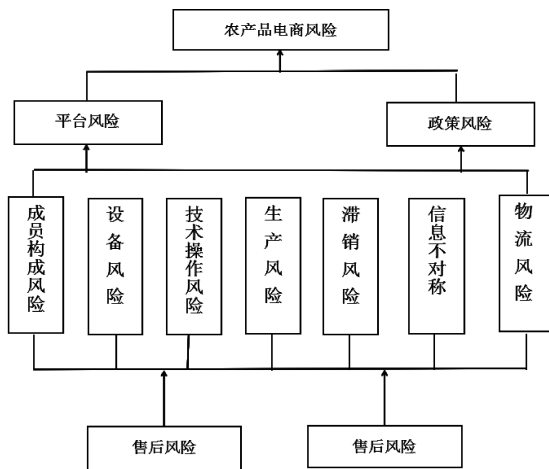 农产品电商风险
平台风险
政策风险
成员构成风险
设备风险
技术操作风险
生产风险
滞销风险
信息不对称
物流风险
售后风险
售后风险